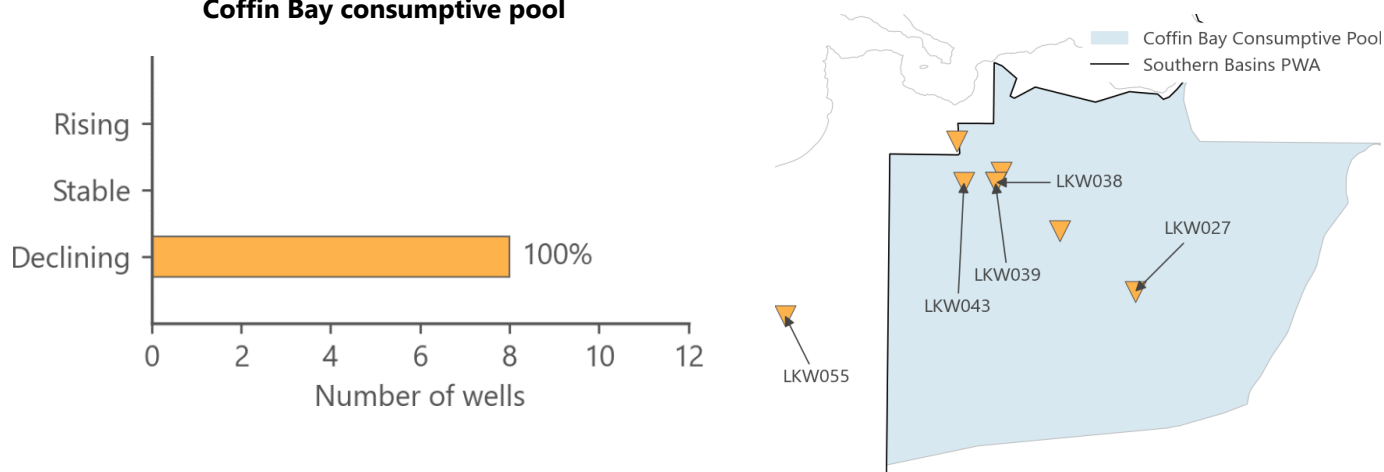 Coffin Bay consumptive pool
Rising
Stable
Declining
100%
0 2 4 6 8 10 12
Number of wells
Coffin Bay Consumptive Pool
Southern Basins PWA
LKW038
LKW027
LKW039
LKW043
LKW055